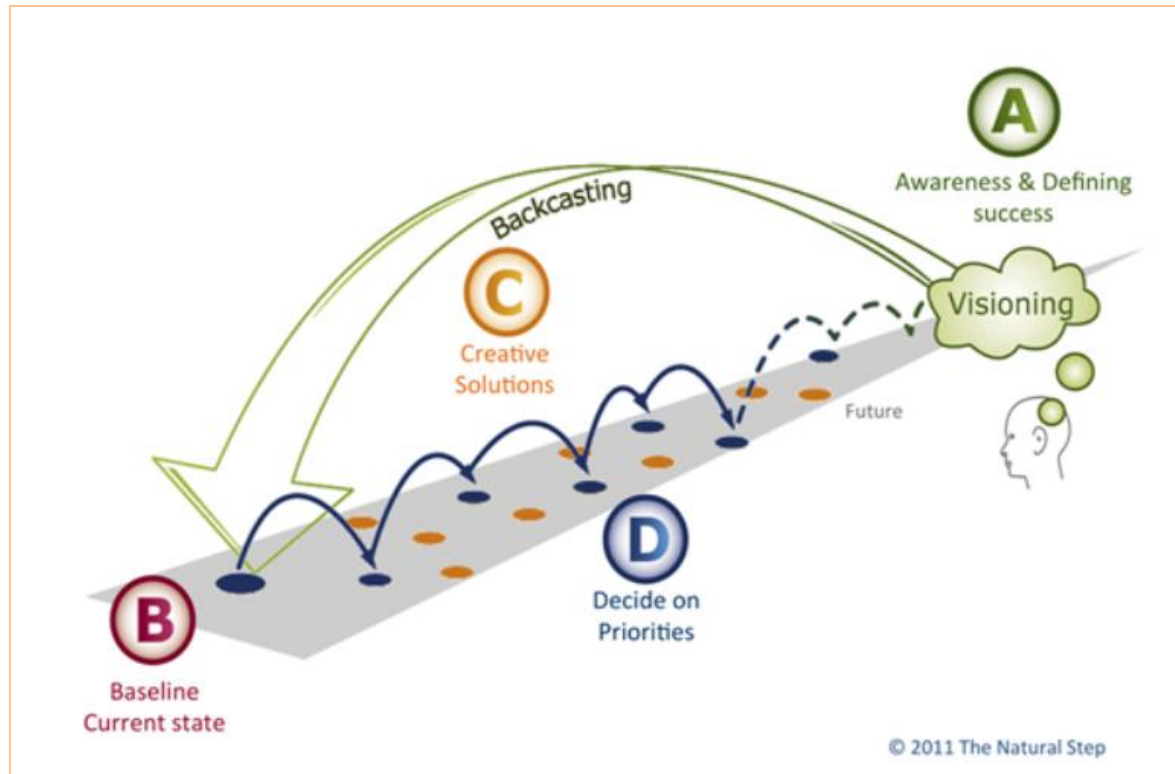 A
Awareness & Defining
success
Backcasting
Visioning
C
Creative
Solutions
Future
D
Decide on
Priorities
B
Baseline
Current state
© 2011 The Natural Step